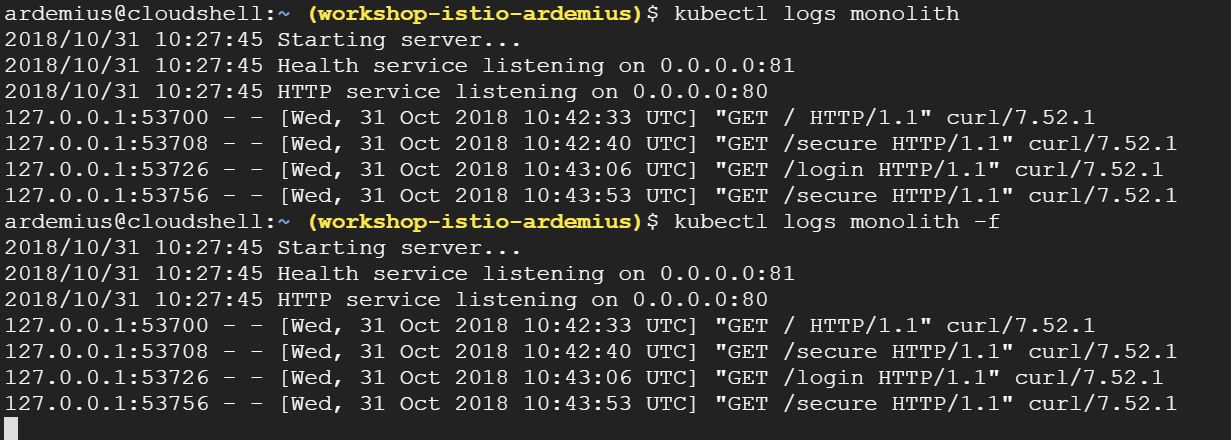 ardemius@cloudshell:~ (workshop-istio-ardemius)$ kubectl logs monolith
2018/10/31 10:27:45 Starting server...
2018/10/31 10:27:45 Health service listening on 0.0.0.0:81
2018/10/31 10:27:45 HTTP service listening on 0.0.0.0:80
127.0.0.1:53700 - - [Wed, 31 Oct 2018 10:42:33 UTC] "GET / HTTP/1.1" curl/7.52.1
127.0.0.1:53708 - - [Wed, 31 Oct 2018 10:42:40 UTC] "GET /secure HTTP/1.1" curl/7.52.1
127.0.0.1:53726 - - [Wed, 31 Oct 2018 10:43:06 UTC] "GET /login HTTP/1.1" curl/7.52.1
127.0.0.1:53756 - - [Wed, 31 Oct 2018 10:43:53 UTC] "GET /secure HTTP/1.1" curl/7.52.1
ardemius@cloudshell:~ (workshop-istio-ardemius)$ kubectl logs monolith -f
2018/10/31 10:27:45 Starting server...
2018/10/31 10:27:45 Health service listening on 0.0.0.0:81
2018/10/31 10:27:45 HTTP service listening on 0.0.0.0:80
127.0.0.1:53700 - - [Wed, 31 Oct 2018 10:42:33 UTC] "GET / HTTP/1.1" curl/7.52.1
127.0.0.1:53708 - - [Wed, 31 Oct 2018 10:42:40 UTC] "GET /secure HTTP/1.1" curl/7.52.1
127.0.0.1:53726 - - [Wed, 31 Oct 2018 10:43:06 UTC] "GET /login HTTP/1.1" curl/7.52.1
127.0.0.1:53756 - - [Wed, 31 Oct 2018 10:43:53 UTC] "GET /secure HTTP/1.1" curl/7.52.1